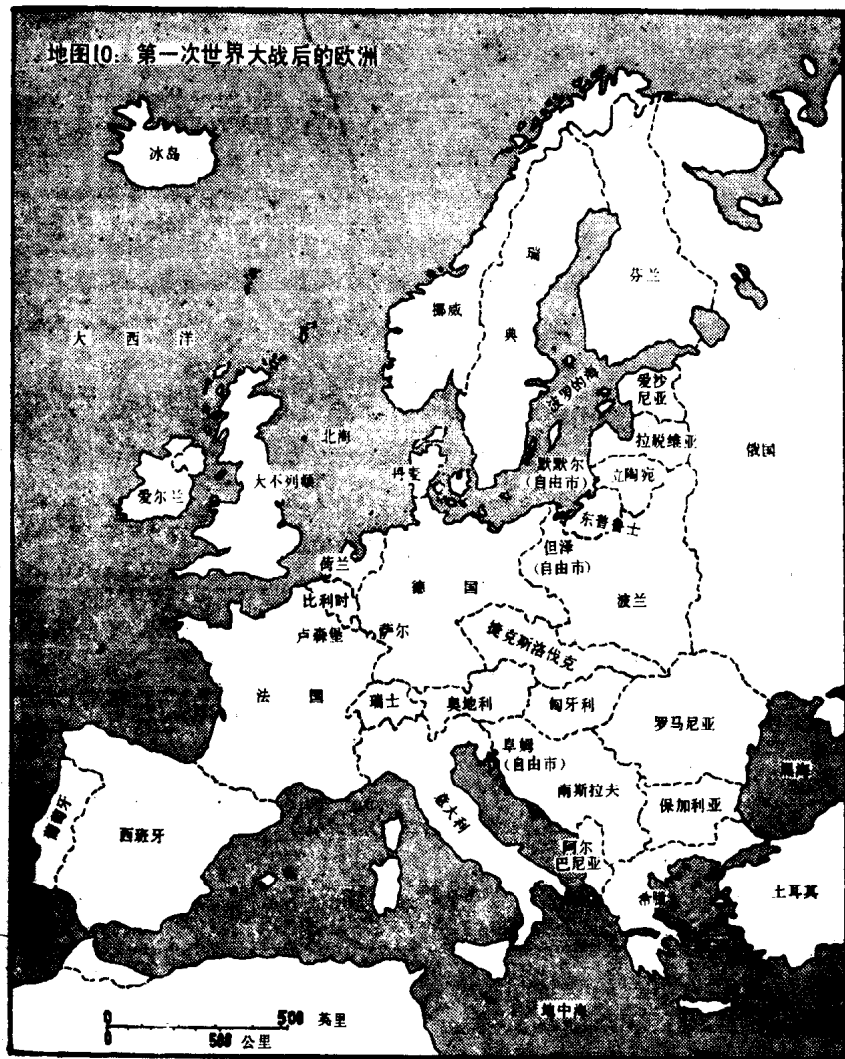 地图10：第一次世界大战后的欧洲
冰岛
瑞
典
芬兰
挪威
大西洋
波罗的海
爱沙
尼亚
北海
拉脱维亚
俄国
丹麦
默默尔
(自由市)
立陶宛
爱尔兰
大不列颠
东普鲁士
但泽
(自由市)
荷兰
德国
比利时
波兰
卢森堡
萨尔
捷克斯洛伐克
法国
瑞士
奥地利
匈牙利
罗马尼亚
阜姆
(自由市)
黑海
南斯拉夫
保加利亚
意大利
葡萄牙
西班牙
阿尔
巴尼亚
希腊
土耳其
地中海
0 500 英里
0 500 公里